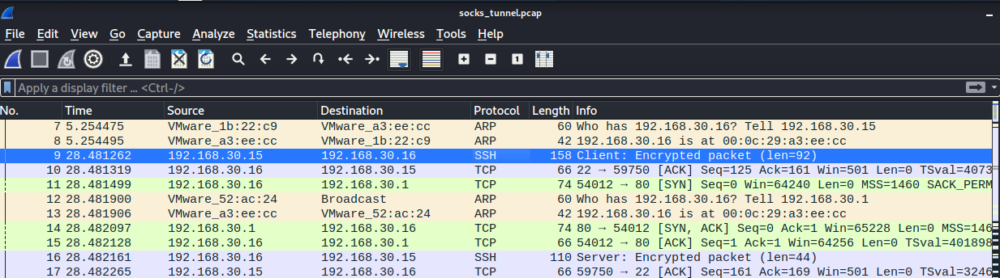 socks_tunnel.pcap
File Edit View Go Capture Analyze Statistics Telephony Wireless Tools Help
Apply a display filter ... <Ctrl-/>
No. Time Source Destination Protocol Length Info
7 5.254475 VMware_1b:22:c9 VMware_a3:ee:cc ARP 60 Who has 192.168.30.16? Tell 192.168.30.15
8 5.254495 VMware_a3:ee:cc VMware_1b:22:c9 ARP 42 192.168.30.16 is at 00:0c:29:a3:ee:cc
9 28.481262 192.168.30.15 192.168.30.16 SSH 158 Client: Encrypted packet (len=92)
10 28.481319 192.168.30.16 192.168.30.15 TCP 66 22 → 59750 [ACK] Seq=125 Ack=161 Win=501 Len=0 TSval=4073
11 28.481499 192.168.30.16 192.168.30.1 TCP 74 54012 → 80 [SYN] Seq=0 Win=64240 Len=0 MSS=1460 SACK_PERM
12 28.481900 VMware_52:ac:24 Broadcast ARP 60 Who has 192.168.30.16? Tell 192.168.30.1
13 28.481906 VMware_a3:ee:cc VMware_52:ac:24 ARP 42 192.168.30.16 is at 00:0c:29:a3:ee:cc
14 28.482097 192.168.30.1 192.168.30.16 TCP 74 80 → 54012 [SYN, ACK] Seq=0 Ack=1 Win=65228 Len=0 MSS=146
15 28.482128 192.168.30.16 192.168.30.1 TCP 66 54012 → 80 [ACK] Seq=1 Ack=1 Win=64256 Len=0 TSval=401898
16 28.482161 192.168.30.16 192.168.30.15 SSH 110 Server: Encrypted packet (len=44)
17 28.482265 192.168.30.15 192.168.30.16 TCP 66 59750 → 22 [ACK] Seq=161 Ack=169 Win=501 Len=0 TSval=3246